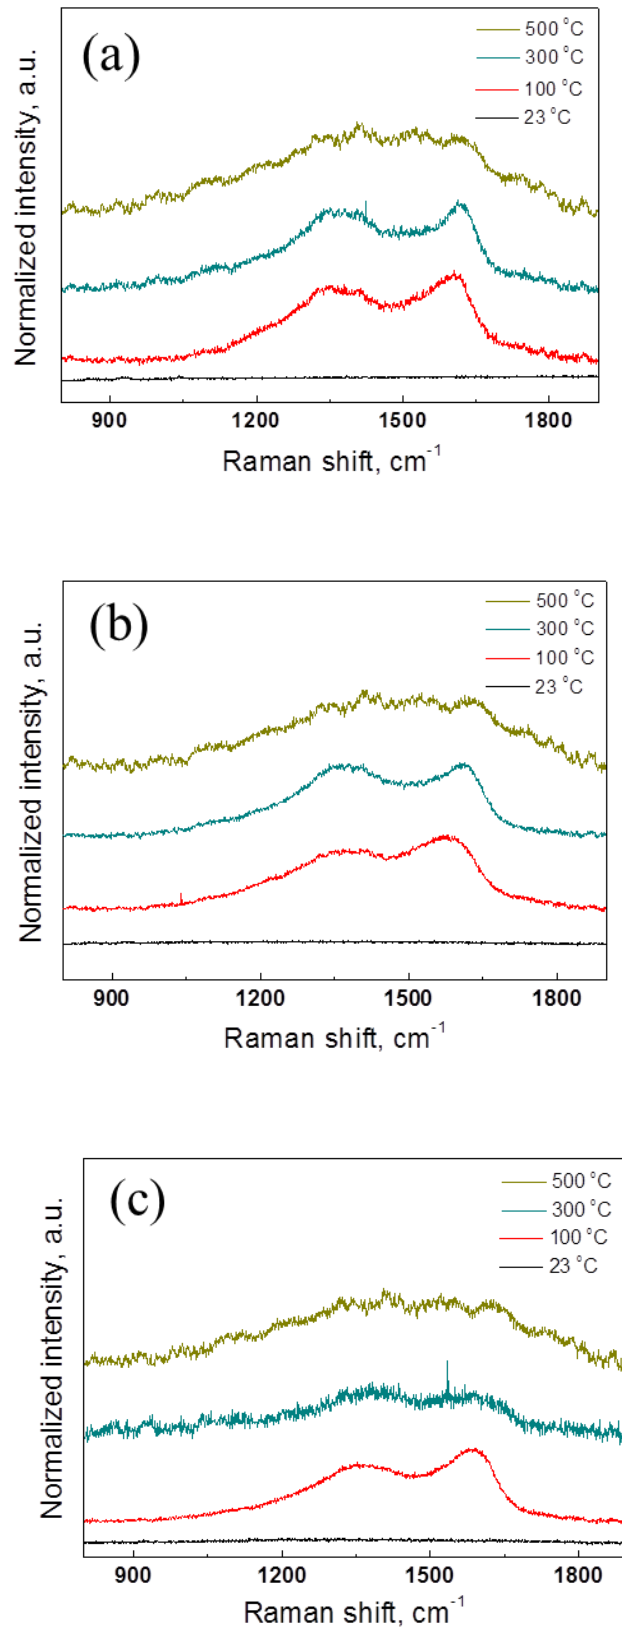 (a)
500 °C
300 °C
100 °C
23 °C
Normalized intensity, a.u.
900 1200 1500 1800
Raman shift, cm⁻¹
(b)
500 °C
300 °C
100 °C
23 °C
Normalized intensity, a.u.
900 1200 1500 1800
Raman shift, cm⁻¹
(c)
500 °C
300 °C
100 °C
23 °C
Normalized intensity, a.u.
900 1200 1500 1800
Raman shift, cm⁻¹